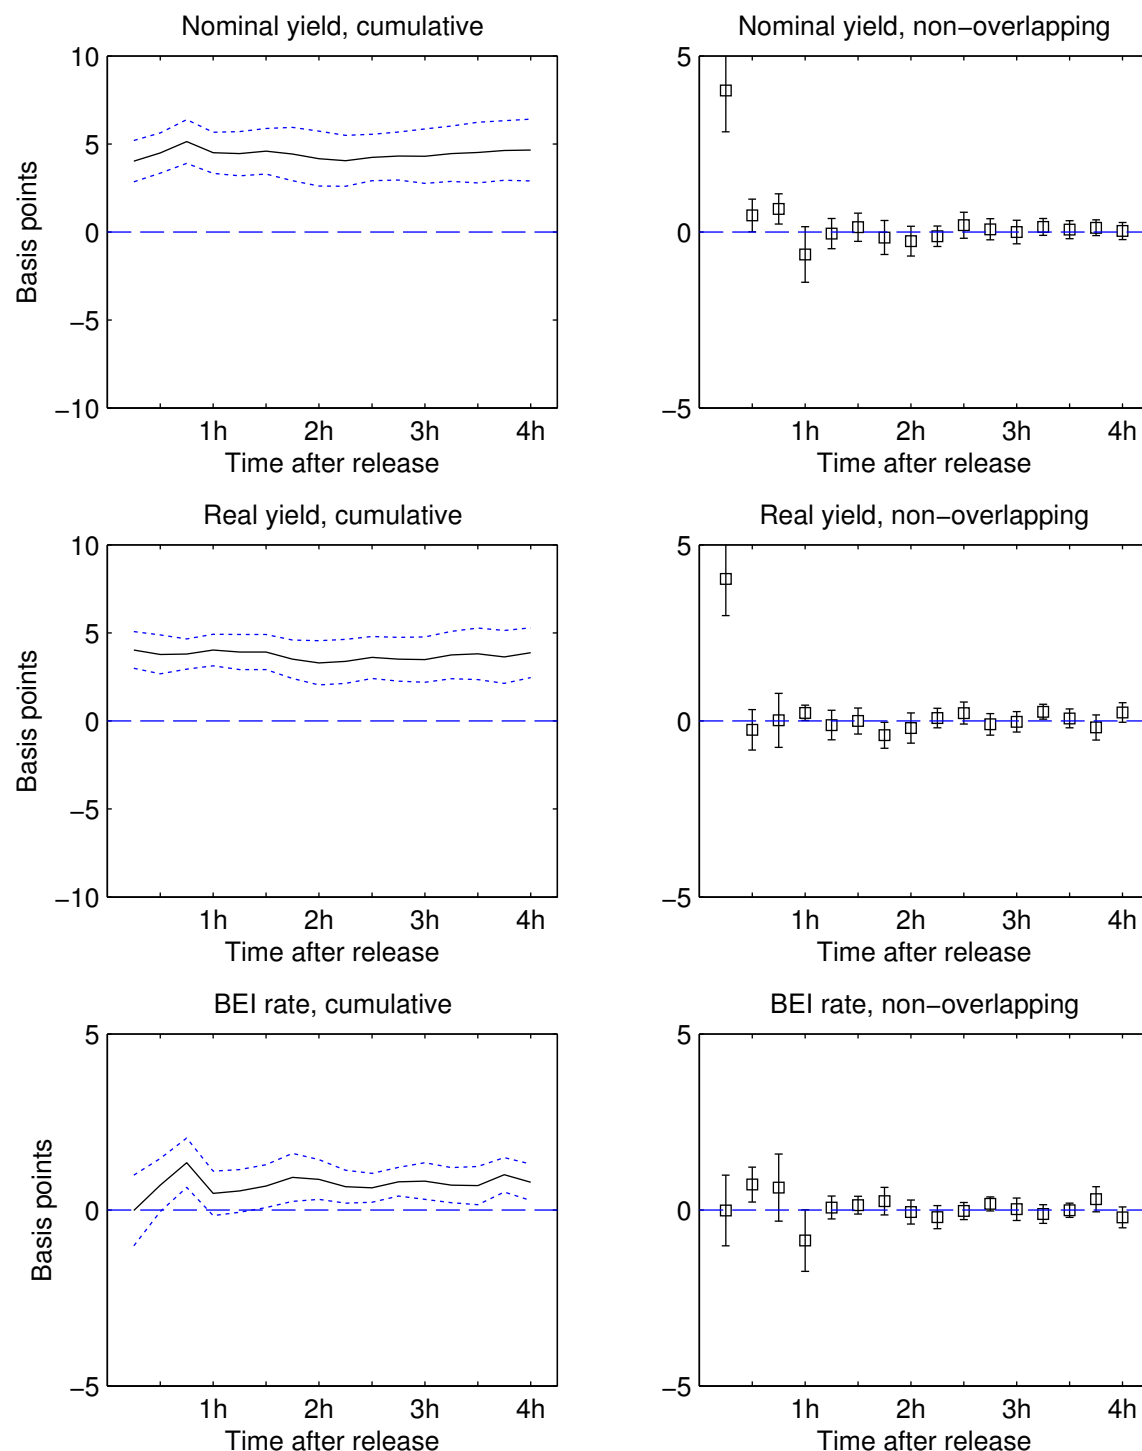 Nominal yield, cumulative
10
5
0
−5
−10
Basis points
1h 2h 3h 4h
Time after release
Nominal yield, non−overlapping
5
0
−5
1h 2h 3h 4h
Time after release
Real yield, cumulative
10
5
0
−5
−10
Basis points
1h 2h 3h 4h
Time after release
Real yield, non−overlapping
5
0
−5
1h 2h 3h 4h
Time after release
BEI rate, cumulative
5
0
−5
Basis points
1h 2h 3h 4h
Time after release
BEI rate, non−overlapping
5
0
−5
1h 2h 3h 4h
Time after release